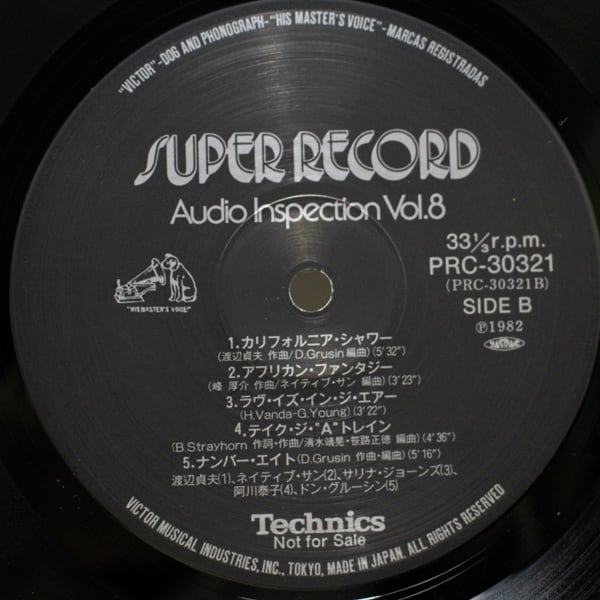 "VICTOR"-DOG AND PHONOGRAPH-"HIS MASTER'S VOICE"-MARCAS REGISTRADAS
SUPER RECORD
Audio Inspection Vol.8
33⅓r.p.m.
PRC-30321
(PRC-30321B)
SIDE B
Ⓟ1982
JASRAC
"HIS MASTER'S VOICE"
1.カリフォルニア・シャワー
(渡辺貞夫 作曲/D.Grusin 編曲)(5'32")
2.アフリカン・ファンタジー
(峰 厚介 作曲/ネイティブ・サン 編曲)(3'23")
3.ラヴ・イズ・イン・ジ・エアー
(H.Vanda-G.Young)(3'22")
4.テイク・ジ・"A"トレイン
(B.Strayhorn 作詞・作曲/清水靖晃・笹路正徳 編曲)(4'36")
5.ナンバー・エイト(D.Grusin 作曲・編曲)(5'16")
渡辺貞夫(1)、ネイティブ・サン(2)、サリナ・ジョーンズ(3)、
阿川泰子(4)、ドン・グルーシン(5)
Technics
Not for Sale
VICTOR MUSICAL INDUSTRIES, INC., TOKYO, MADE IN JAPAN. ALL RIGHTS RESERVED